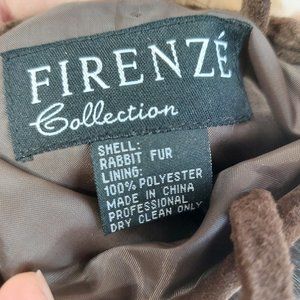 FIRENZÉ
Collection
SHELL:
RABBIT FUR
LINING:
100% POLYESTER
MADE IN CHINA
PROFESSIONAL
DRY CLEAN ONLY